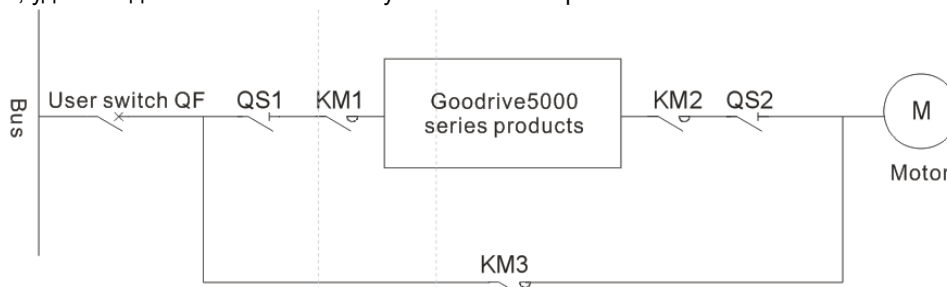 Bus
User switch QF
QS1
KM1
Goodrive5000
series products
KM2
QS2
M
Motor
KM3